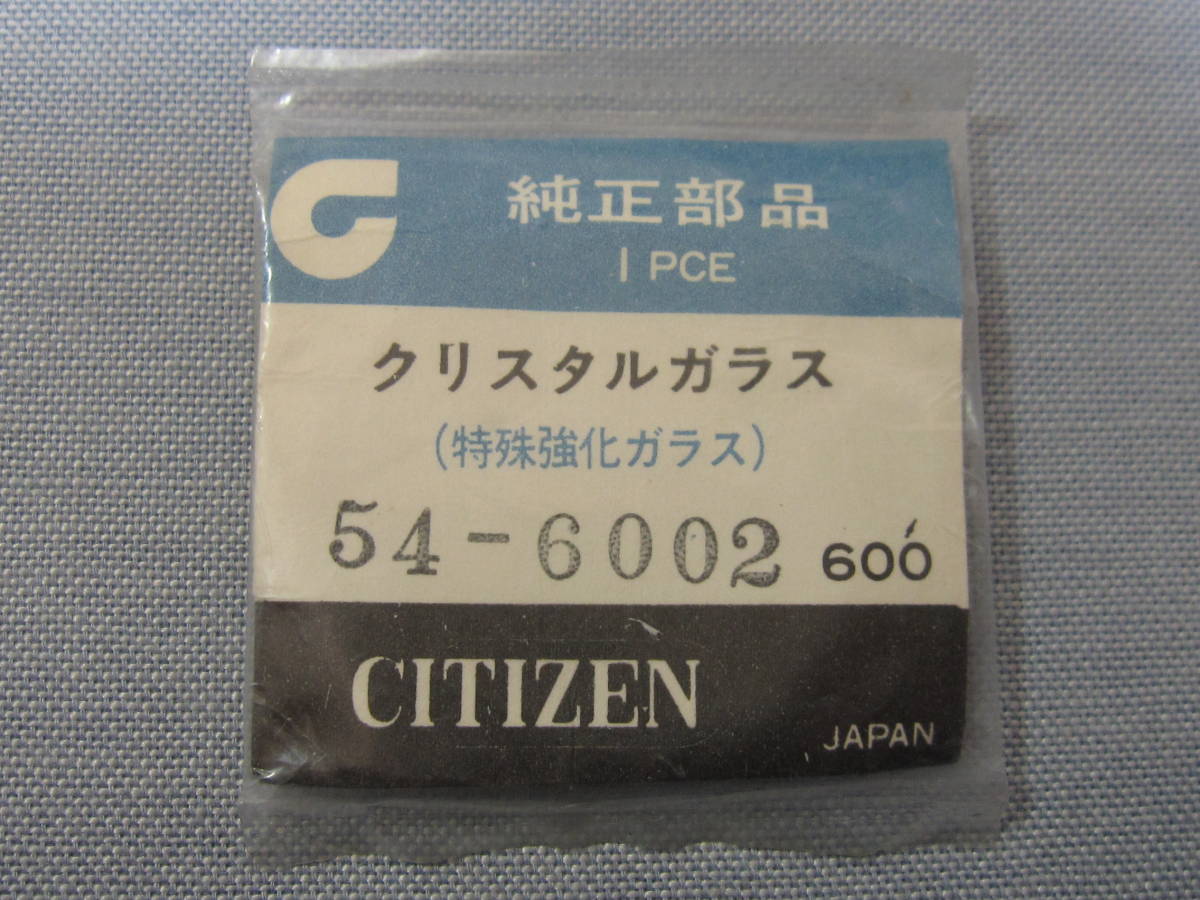 純正部品
1 PCE
クリスタルガラス
(特殊強化ガラス)
54-6002 600
CITIZEN
JAPAN